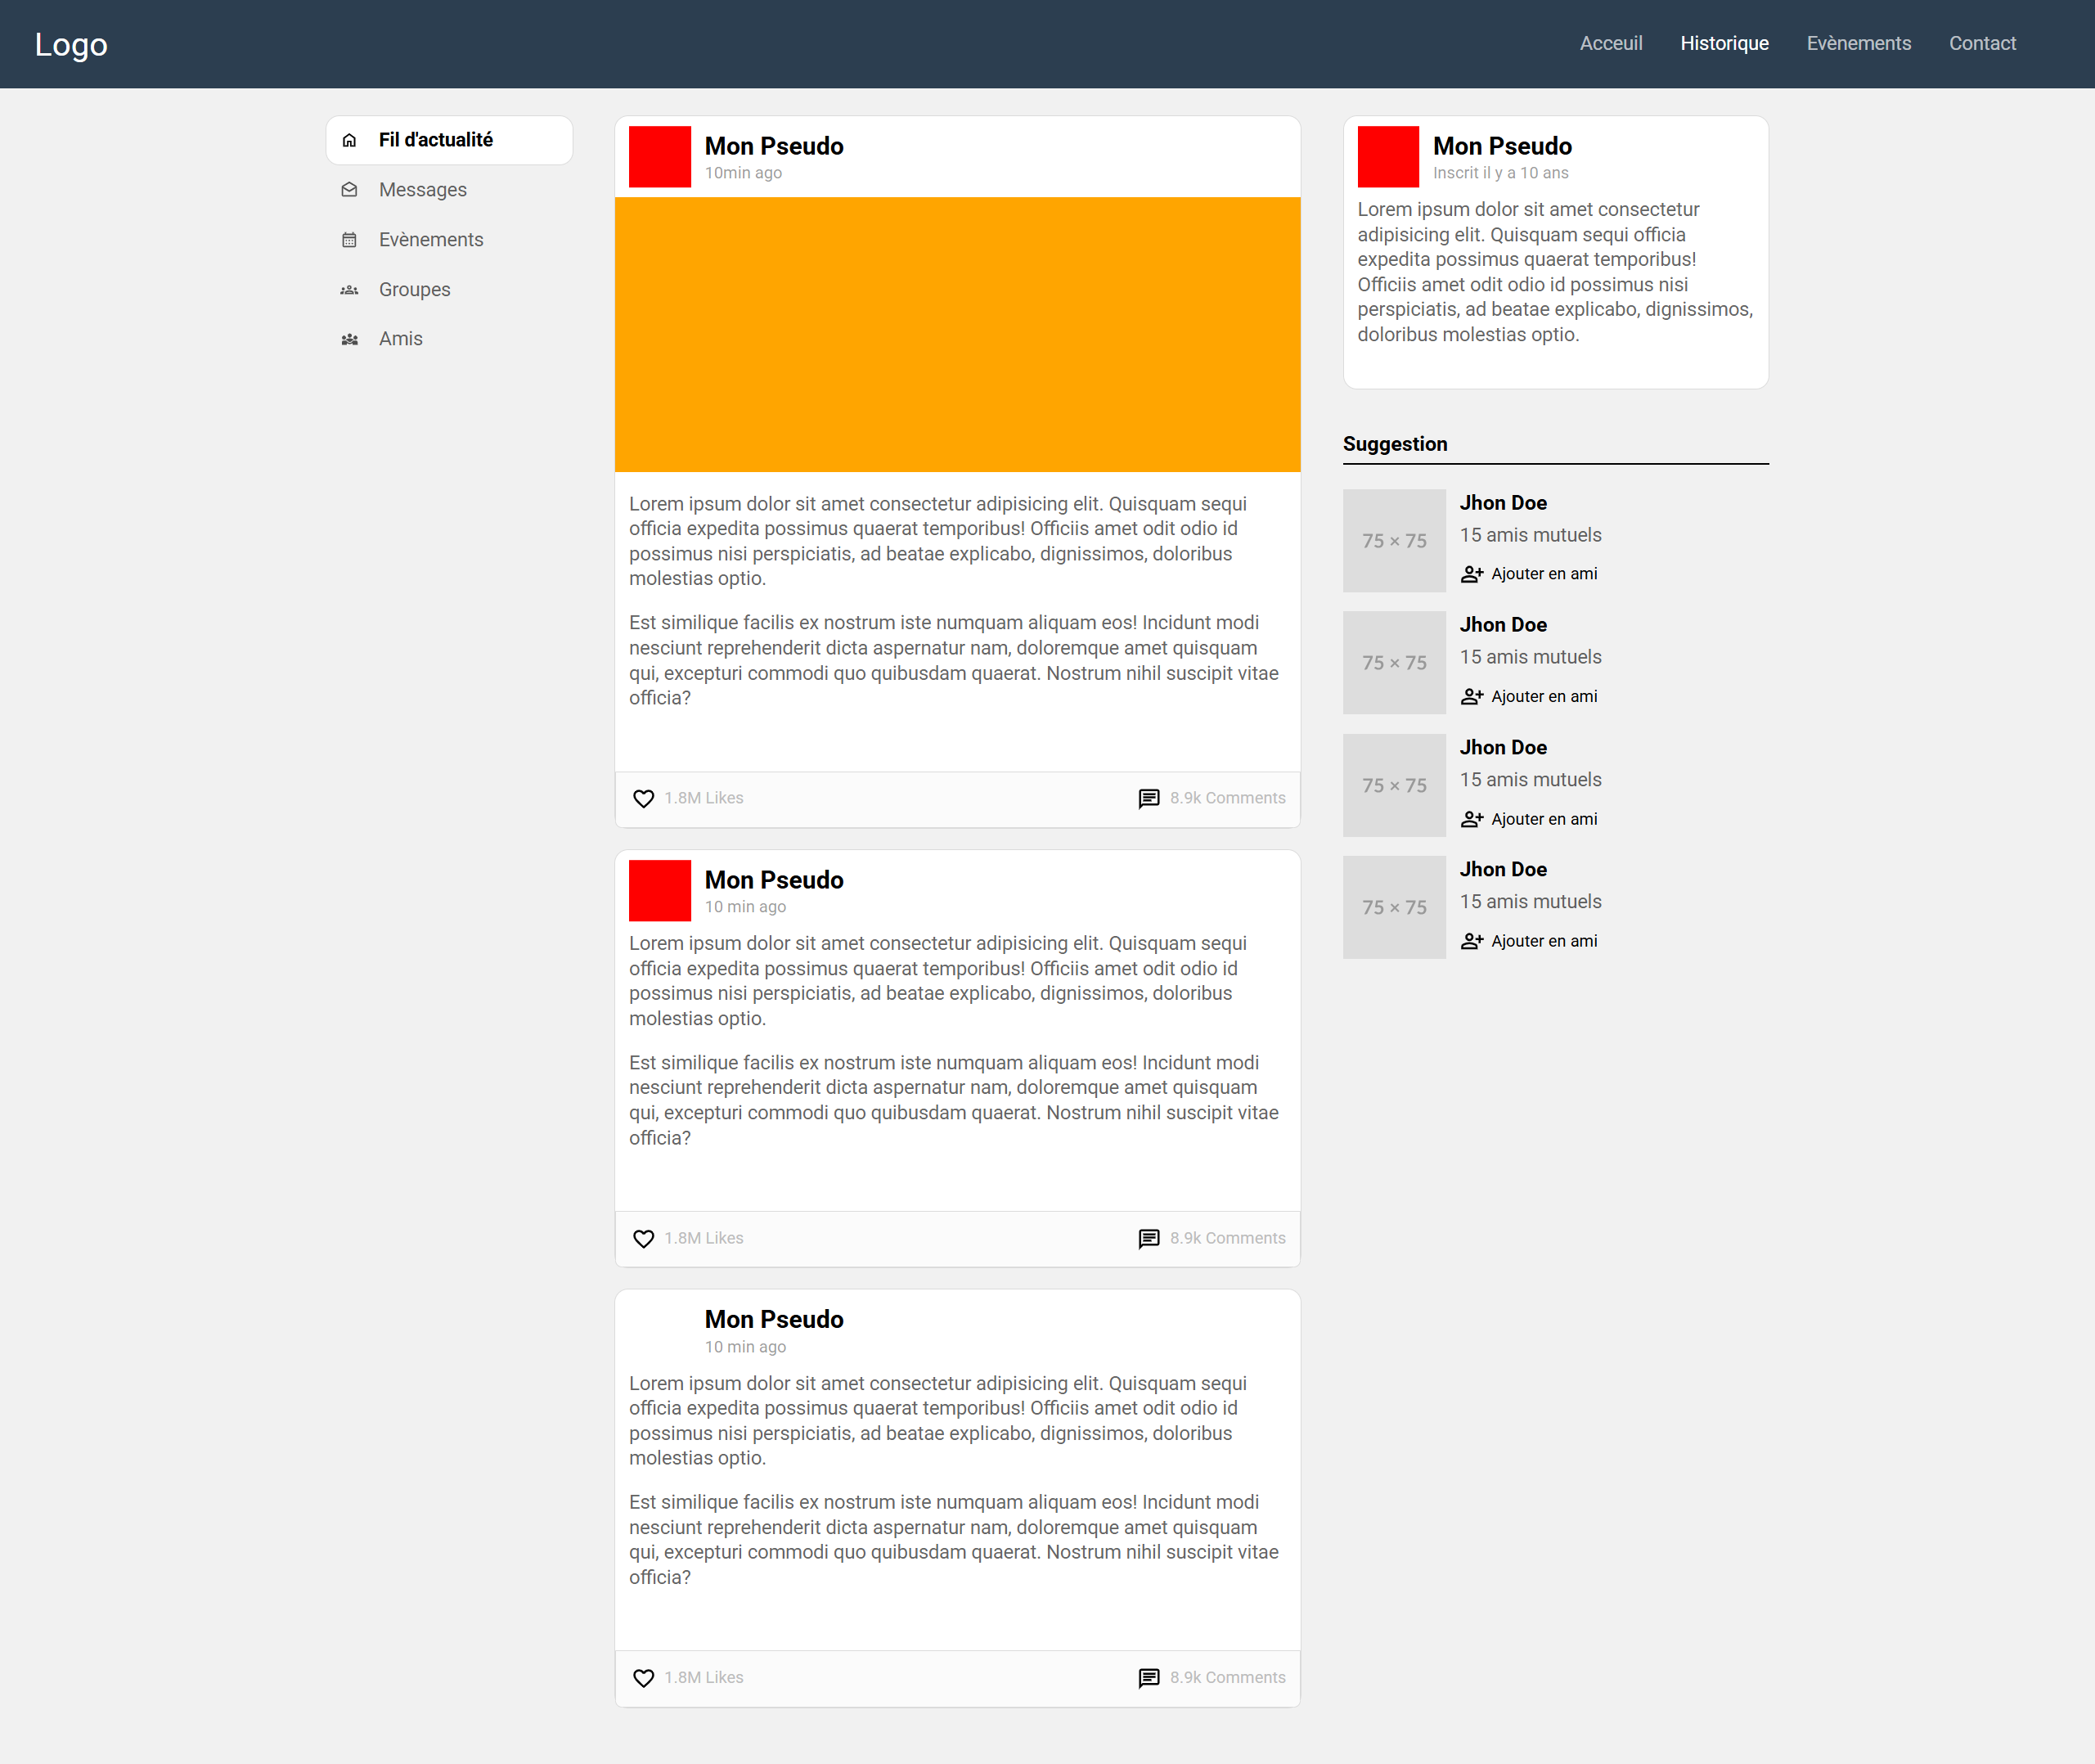 Logo
Acceuil Historique Evènements Contact
Fil d'actualité
Messages
Evènements
Groupes
Amis
Mon Pseudo
10min ago
Lorem ipsum dolor sit amet consectetur adipisicing elit. Quisquam sequi
officia expedita possimus quaerat temporibus! Officiis amet odit odio id
possimus nisi perspiciatis, ad beatae explicabo, dignissimos, doloribus
molestias optio.
Est similique facilis ex nostrum iste numquam aliquam eos! Incidunt modi
nesciunt reprehenderit dicta aspernatur nam, doloremque amet quisquam
qui, excepturi commodi quo quibusdam quaerat. Nostrum nihil suscipit vitae
officia?
1.8M Likes 8.9k Comments
Mon Pseudo
10 min ago
Lorem ipsum dolor sit amet consectetur adipisicing elit. Quisquam sequi
officia expedita possimus quaerat temporibus! Officiis amet odit odio id
possimus nisi perspiciatis, ad beatae explicabo, dignissimos, doloribus
molestias optio.
Est similique facilis ex nostrum iste numquam aliquam eos! Incidunt modi
nesciunt reprehenderit dicta aspernatur nam, doloremque amet quisquam
qui, excepturi commodi quo quibusdam quaerat. Nostrum nihil suscipit vitae
officia?
1.8M Likes 8.9k Comments
Mon Pseudo
10 min ago
Lorem ipsum dolor sit amet consectetur adipisicing elit. Quisquam sequi
officia expedita possimus quaerat temporibus! Officiis amet odit odio id
possimus nisi perspiciatis, ad beatae explicabo, dignissimos, doloribus
molestias optio.
Est similique facilis ex nostrum iste numquam aliquam eos! Incidunt modi
nesciunt reprehenderit dicta aspernatur nam, doloremque amet quisquam
qui, excepturi commodi quo quibusdam quaerat. Nostrum nihil suscipit vitae
officia?
1.8M Likes 8.9k Comments
Mon Pseudo
Inscrit il y a 10 ans
Lorem ipsum dolor sit amet consectetur
adipisicing elit. Quisquam sequi officia
expedita possimus quaerat temporibus!
Officiis amet odit odio id possimus nisi
perspiciatis, ad beatae explicabo, dignissimos,
doloribus molestias optio.
Suggestion
75 × 75
Jhon Doe
15 amis mutuels
Ajouter en ami
75 × 75
Jhon Doe
15 amis mutuels
Ajouter en ami
75 × 75
Jhon Doe
15 amis mutuels
Ajouter en ami
75 × 75
Jhon Doe
15 amis mutuels
Ajouter en ami